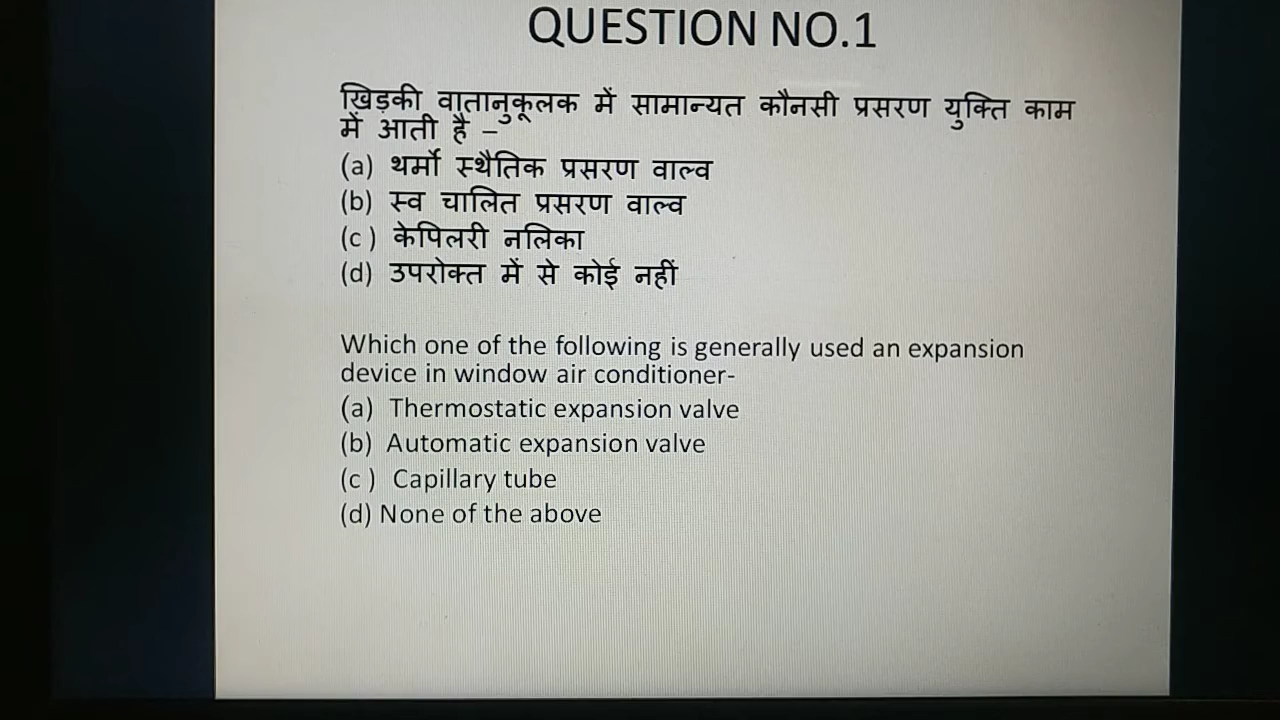 QUESTION NO.1
खिड़की वातानुकूलक में सामान्यत कौनसी प्रसरण युक्ति काम
में आती है –
(a) थर्मो स्थैतिक प्रसरण वाल्व
(b) स्व चालित प्रसरण वाल्व
(c ) केपिलरी नलिका
(d) उपरोक्त में से कोई नहीं
Which one of the following is generally used an expansion
device in window air conditioner-
(a) Thermostatic expansion valve
(b) Automatic expansion valve
(c ) Capillary tube
(d) None of the above